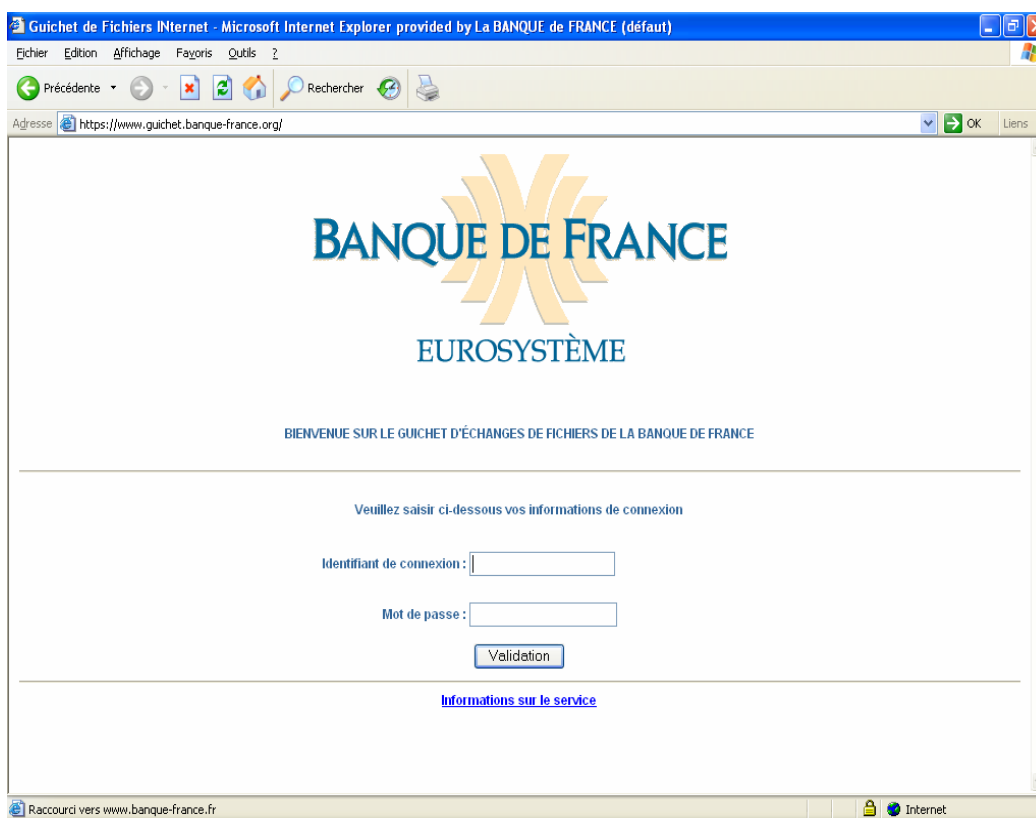 Guichet de Fichiers INternet - Microsoft Internet Explorer provided by La BANQUE de FRANCE (défaut)
Fichier Edition Affichage Favoris Outils ?
Précédente Rechercher
Adresse https://www.guichet.banque-france.org/ OK Liens
BANQUE DE FRANCE
EUROSYSTÈME
BIENVENUE SUR LE GUICHET D'ÉCHANGES DE FICHIERS DE LA BANQUE DE FRANCE
Veuillez saisir ci-dessous vos informations de connexion
Identifiant de connexion :
Mot de passe :
Validation
Informations sur le service
Raccourci vers www.banque-france.fr Internet